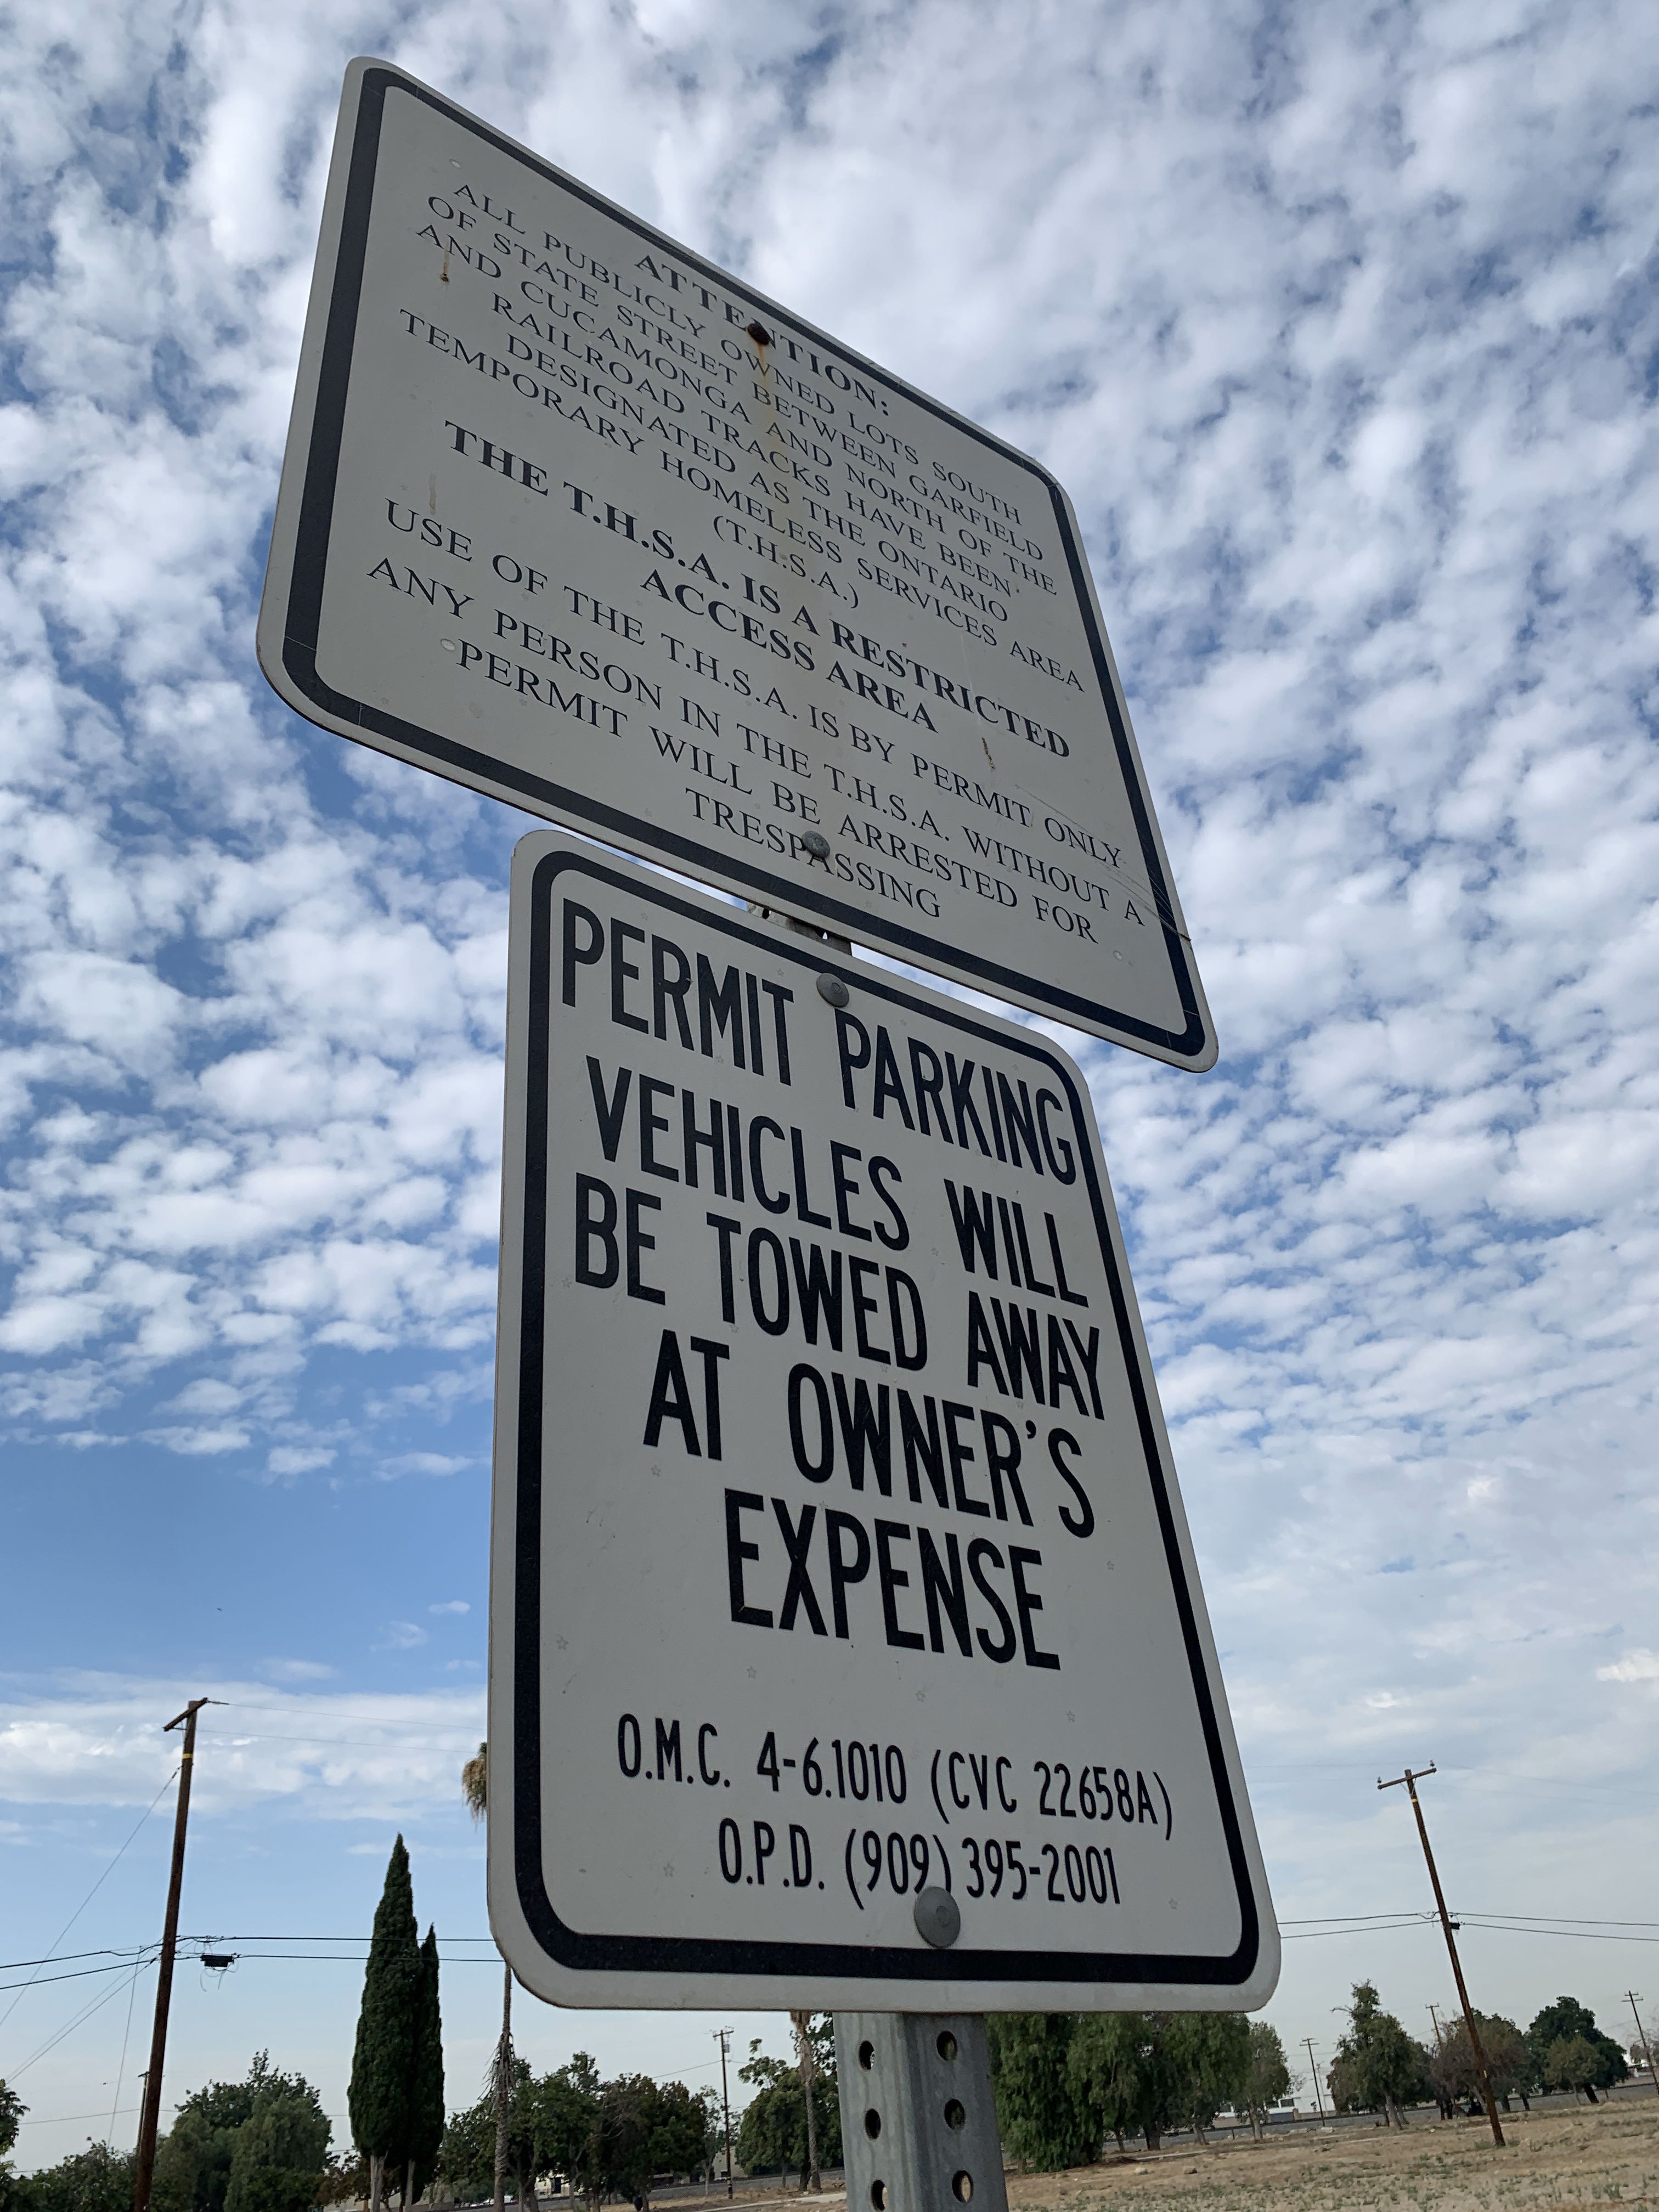 ATTENTION:
ALL PUBLICLY OWNED LOTS SOUTH
OF STATE STREET BETWEEN GARFIELD
AND CUCAMONGA AND NORTH OF THE
RAILROAD TRACKS HAVE BEEN
DESIGNATED AS THE ONTARIO
TEMPORARY HOMELESS SERVICES AREA
(T.H.S.A.)
THE T.H.S.A. IS A RESTRICTED
ACCESS AREA
USE OF THE T.H.S.A. IS BY PERMIT ONLY
ANY PERSON IN THE T.H.S.A. WITHOUT A
PERMIT WILL BE ARRESTED FOR
TRESPASSING
PERMIT PARKING
VEHICLES WILL
BE TOWED AWAY
AT OWNER'S
EXPENSE
O.M.C. 4-6.1010 (CVC 22658A)
O.P.D. (909) 395-2001